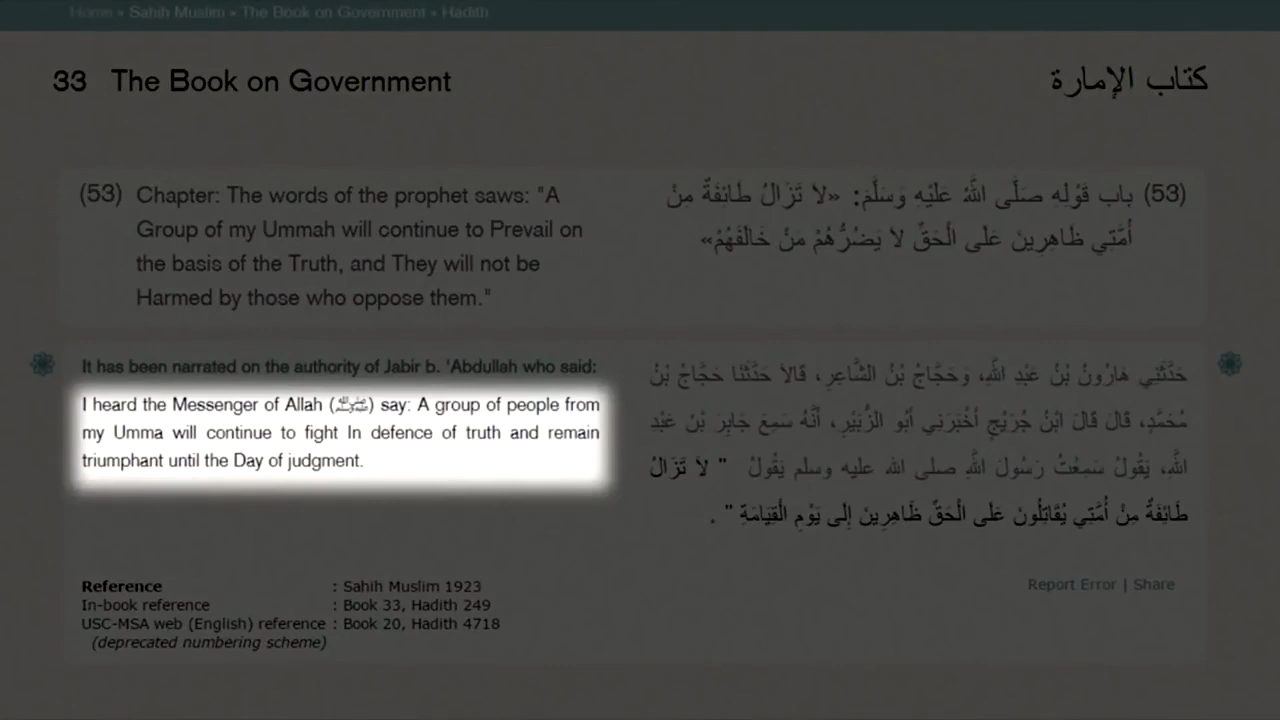 Home » Sahih Muslim » The Book on Government » Hadith
33 The Book on Government
كتاب الإمارة
(53) Chapter: The words of the prophet saws: "A
Group of my Ummah will continue to Prevail on
the basis of the Truth, and They will not be
Harmed by those who oppose them."
(53) باب قَوْلِهِ صَلَّى اللهُ عَلَيْهِ وَسَلَّمَ: «لاَ تَزَالُ طَائِفَةٌ مِنْ
أُمَّتِي ظَاهِرِينَ عَلَى الْحَقِّ لاَ يَضُرُّهُمْ مَنْ خَالَفَهُمْ»
It has been narrated on the authority of Jabir b. 'Abdullah who said:
I heard the Messenger of Allah (ﷺ) say: A group of people from
my Umma will continue to fight In defence of truth and remain
triumphant until the Day of judgment.
حَدَّثَنِي هَارُونُ بْنُ عَبْدِ اللَّهِ، وَحَجَّاجُ بْنُ الشَّاعِرِ، قَالاَ حَدَّثَنَا حَجَّاجُ بْنُ
مُحَمَّدٍ، قَالَ قَالَ ابْنُ جُرَيْجٍ أَخْبَرَنِي أَبُو الزُّبَيْرِ، أَنَّهُ سَمِعَ جَابِرَ بْنَ عَبْدِ
اللَّهِ، يَقُولُ سَمِعْتُ رَسُولَ اللَّهِ صلى الله عليه وسلم يَقُولُ " لاَ تَزَالُ
طَائِفَةٌ مِنْ أُمَّتِي يُقَاتِلُونَ عَلَى الْحَقِّ ظَاهِرِينَ إِلَى يَوْمِ الْقِيَامَةِ " .
Reference : Sahih Muslim 1923
In-book reference : Book 33, Hadith 249
USC-MSA web (English) reference : Book 20, Hadith 4718
(deprecated numbering scheme)
Report Error | Share